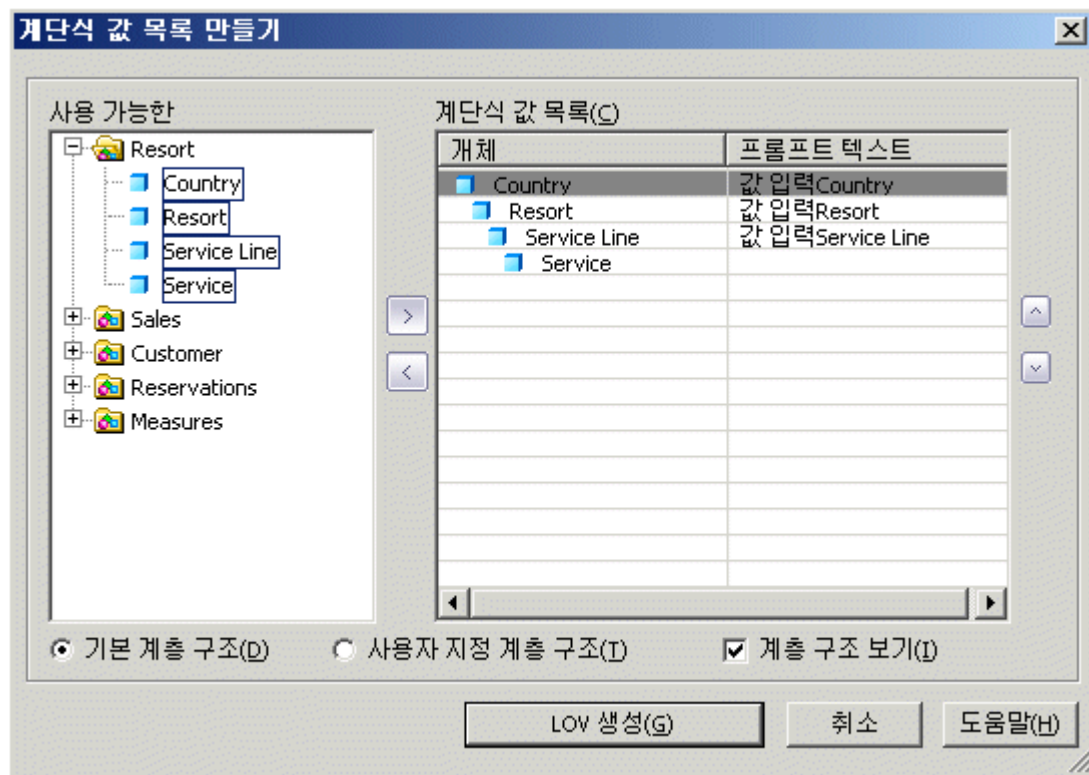 계단식 값 목록 만들기
사용 가능한
Resort
Country
Resort
Service Line
Service
Sales
Customer
Reservations
Measures
계단식 값 목록(C)
개체 프롬프트 텍스트
Country 값 입력Country
Resort 값 입력Resort
Service Line 값 입력Service Line
Service
기본 계층 구조(D) 사용자 지정 계층 구조(T) 계층 구조 보기(I)
LOV 생성(G) 취소 도움말(H)